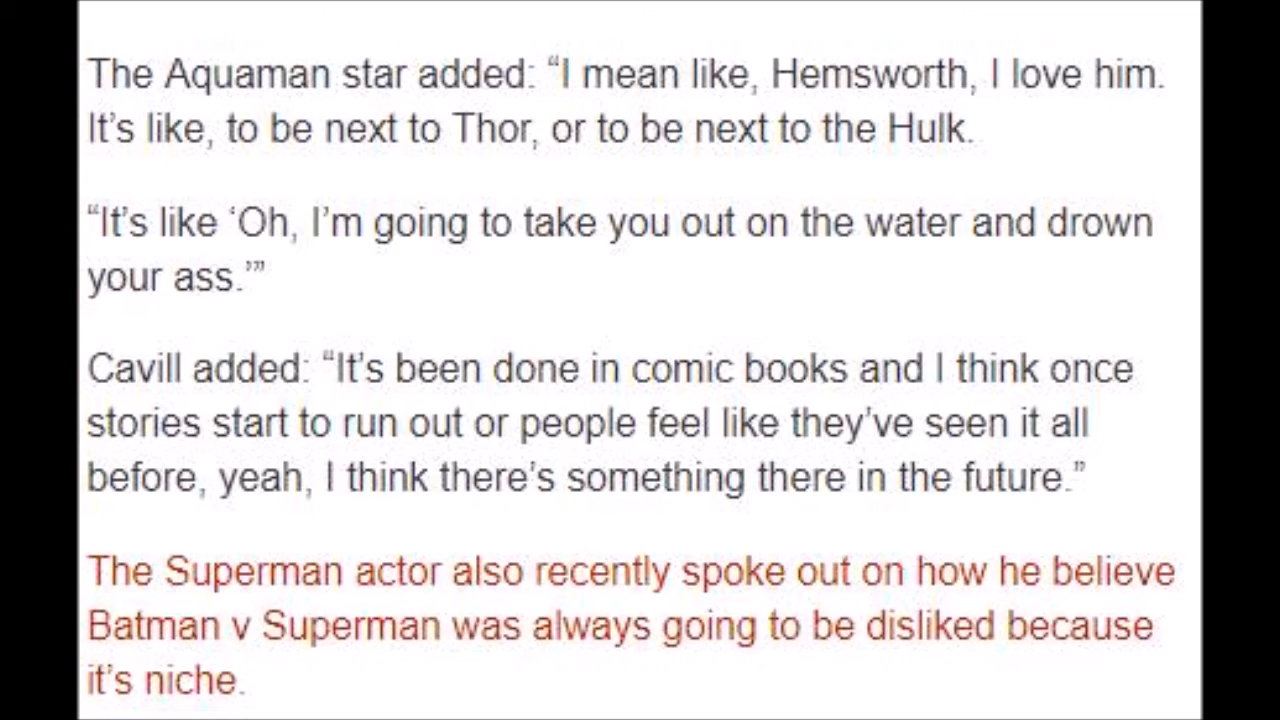 The Aquaman star added: “I mean like, Hemsworth, I love him.
It’s like, to be next to Thor, or to be next to the Hulk.
“It’s like ‘Oh, I’m going to take you out on the water and drown
your ass.’”
Cavill added: “It’s been done in comic books and I think once
stories start to run out or people feel like they’ve seen it all
before, yeah, I think there’s something there in the future.”
The Superman actor also recently spoke out on how he believe
Batman v Superman was always going to be disliked because
it’s niche.